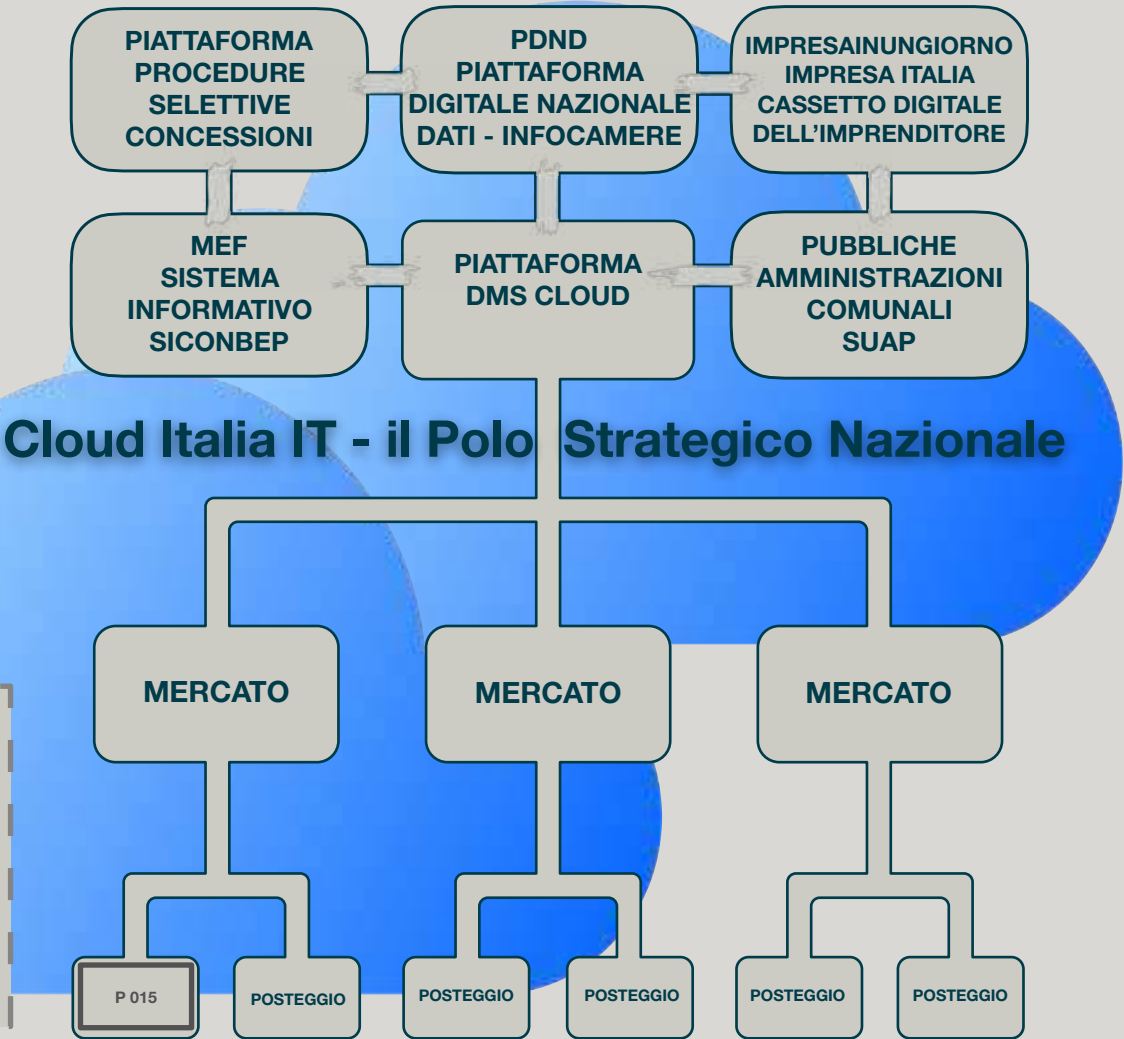 PIATTAFORMA
PROCEDURE
SELETTIVE
CONCESSIONI
PDND
PIATTAFORMA
DIGITALE NAZIONALE
DATI - INFOCAMERE
IMPRESAINUNGIORNO
IMPRESA ITALIA
CASSETTO DIGITALE
DELL'IMPRENDITORE
MEF
SISTEMA
INFORMATIVO
SICONBEP
PIATTAFORMA
DMS CLOUD
PUBBLICHE
AMMINISTRAZIONI
COMUNALI
SUAP
Cloud Italia IT - il Polo Strategico Nazionale
MERCATO
MERCATO
MERCATO
P 015
POSTEGGIO
POSTEGGIO
POSTEGGIO
POSTEGGIO
POSTEGGIO